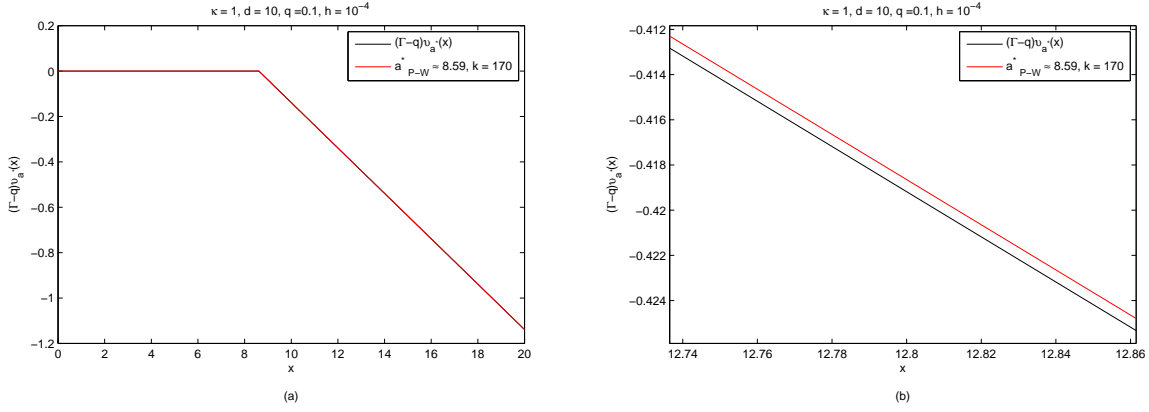 κ = 1, d = 10, q =0.1, h = 10⁻⁴
0.2
0
−0.2
−0.4
−0.6
−0.8
−1
−1.2
(Γ−q)υ_a*(x)
(Γ−q)υ_a*(x)
a*_P−W ≈ 8.59, k = 170
0 2 4 6 8 10 12 14 16 18 20
x
(a)
κ = 1, d = 10, q =0.1, h = 10⁻⁴
−0.412
−0.414
−0.416
−0.418
−0.42
−0.422
−0.424
(Γ−q)υ_a*(x)
(Γ−q)υ_a*(x)
a*_P−W ≈ 8.59, k = 170
12.74 12.76 12.78 12.8 12.82 12.84 12.86
x
(b)